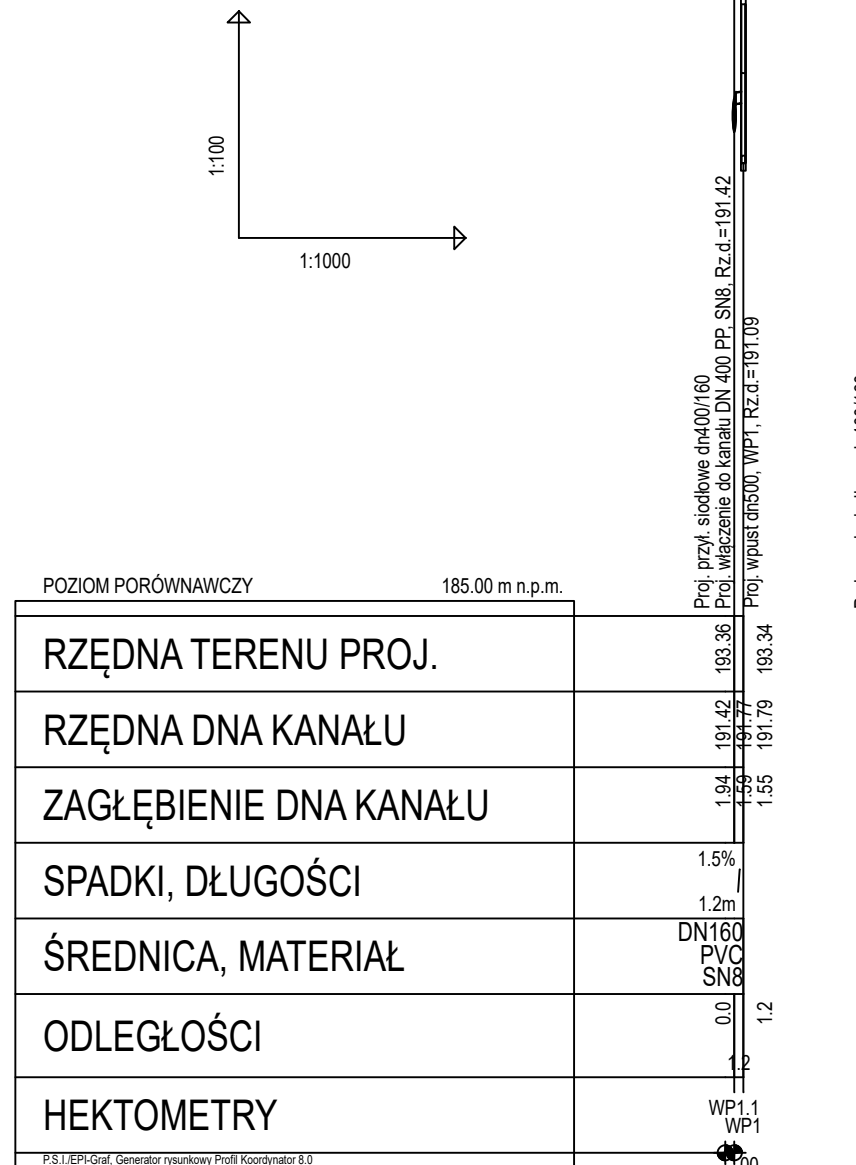 1:100
1:1000
Proj. przył. siodłowe dn400/160
Proj. włączenie do kanału DN 400 PP, SN8, Rz.d.=191.42
Proj. wpust dn500, WP1, Rz.d.=191.09
POZIOM PORÓWNAWCZY 185.00 m n.p.m.
RZĘDNA TERENU PROJ. 193.36 193.34
RZĘDNA DNA KANAŁU 191.42 191.77 191.79
ZAGŁĘBIENIE DNA KANAŁU 1.94 1.59 1.55
SPADKI, DŁUGOŚCI 1.5%
1.2m
ŚREDNICA, MATERIAŁ DN160
PVC
SN8
ODLEGŁOŚCI 0.0 1.2
1.2
HEKTOMETRY WP1.1
WP1
P.S.I./EPI-Graf, Generator rysunkowy Profil Koordynator 8.0